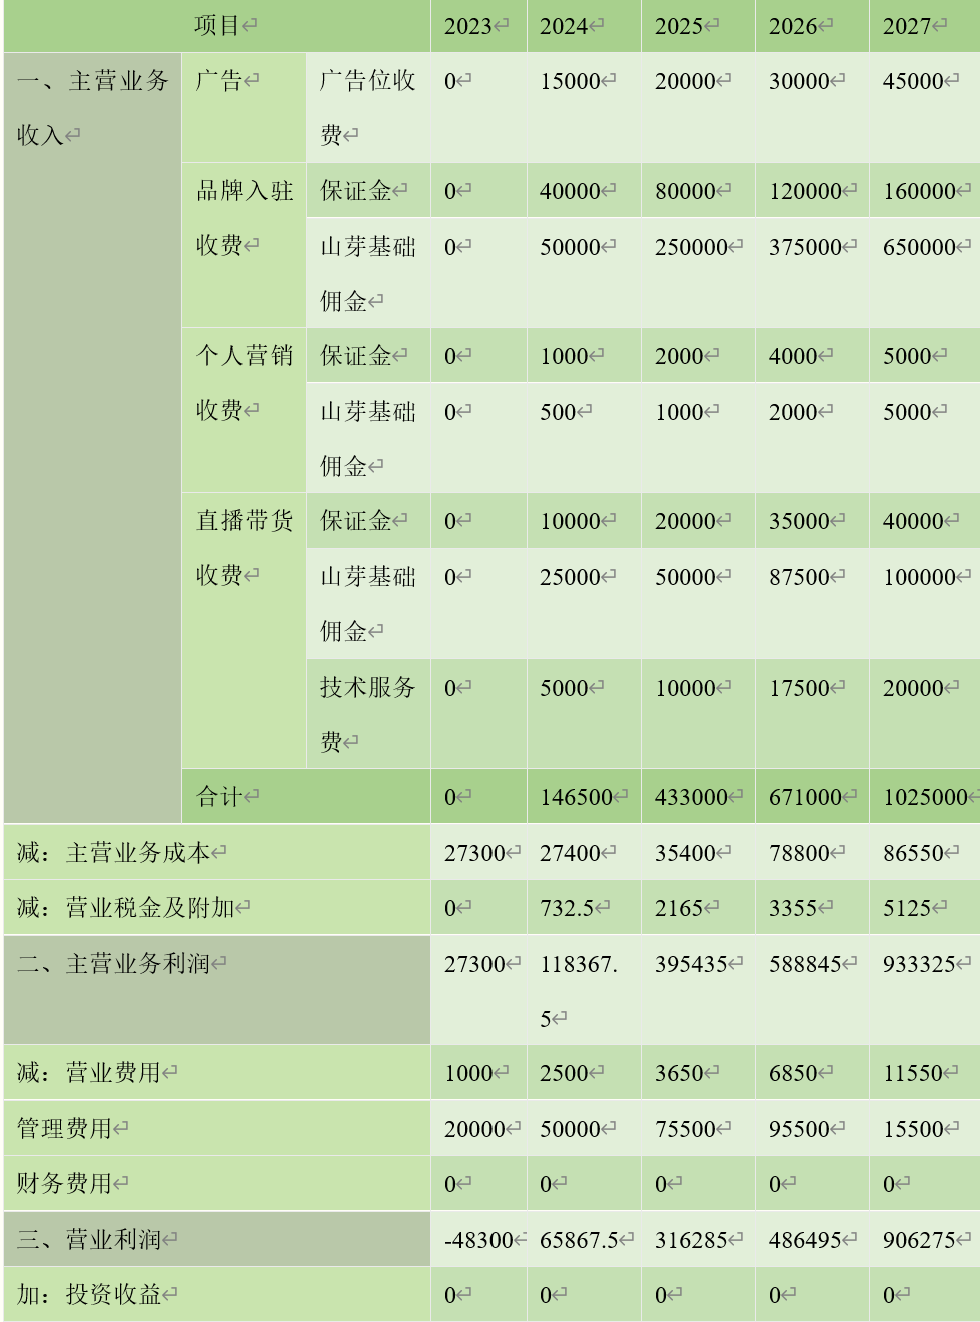 项目 2023 2024 2025 2026 2027
一、主营业务收入 广告 广告位收费 0 15000 20000 30000 45000
品牌入驻收费 保证金 0 40000 80000 120000 160000
山芽基础佣金 0 50000 250000 375000 650000
个人营销收费 保证金 0 1000 2000 4000 5000
山芽基础佣金 0 500 1000 2000 5000
直播带货收费 保证金 0 10000 20000 35000 40000
山芽基础佣金 0 25000 50000 87500 100000
技术服务费 0 5000 10000 17500 20000
合计 0 146500 433000 671000 1025000
减：主营业务成本 27300 27400 35400 78800 86550
减：营业税金及附加 0 732.5 2165 3355 5125
二、主营业务利润 27300 118367.5 395435 588845 933325
减：营业费用 1000 2500 3650 6850 11550
管理费用 20000 50000 75500 95500 15500
财务费用 0 0 0 0 0
三、营业利润 -48300 65867.5 316285 486495 906275
加：投资收益 0 0 0 0 0